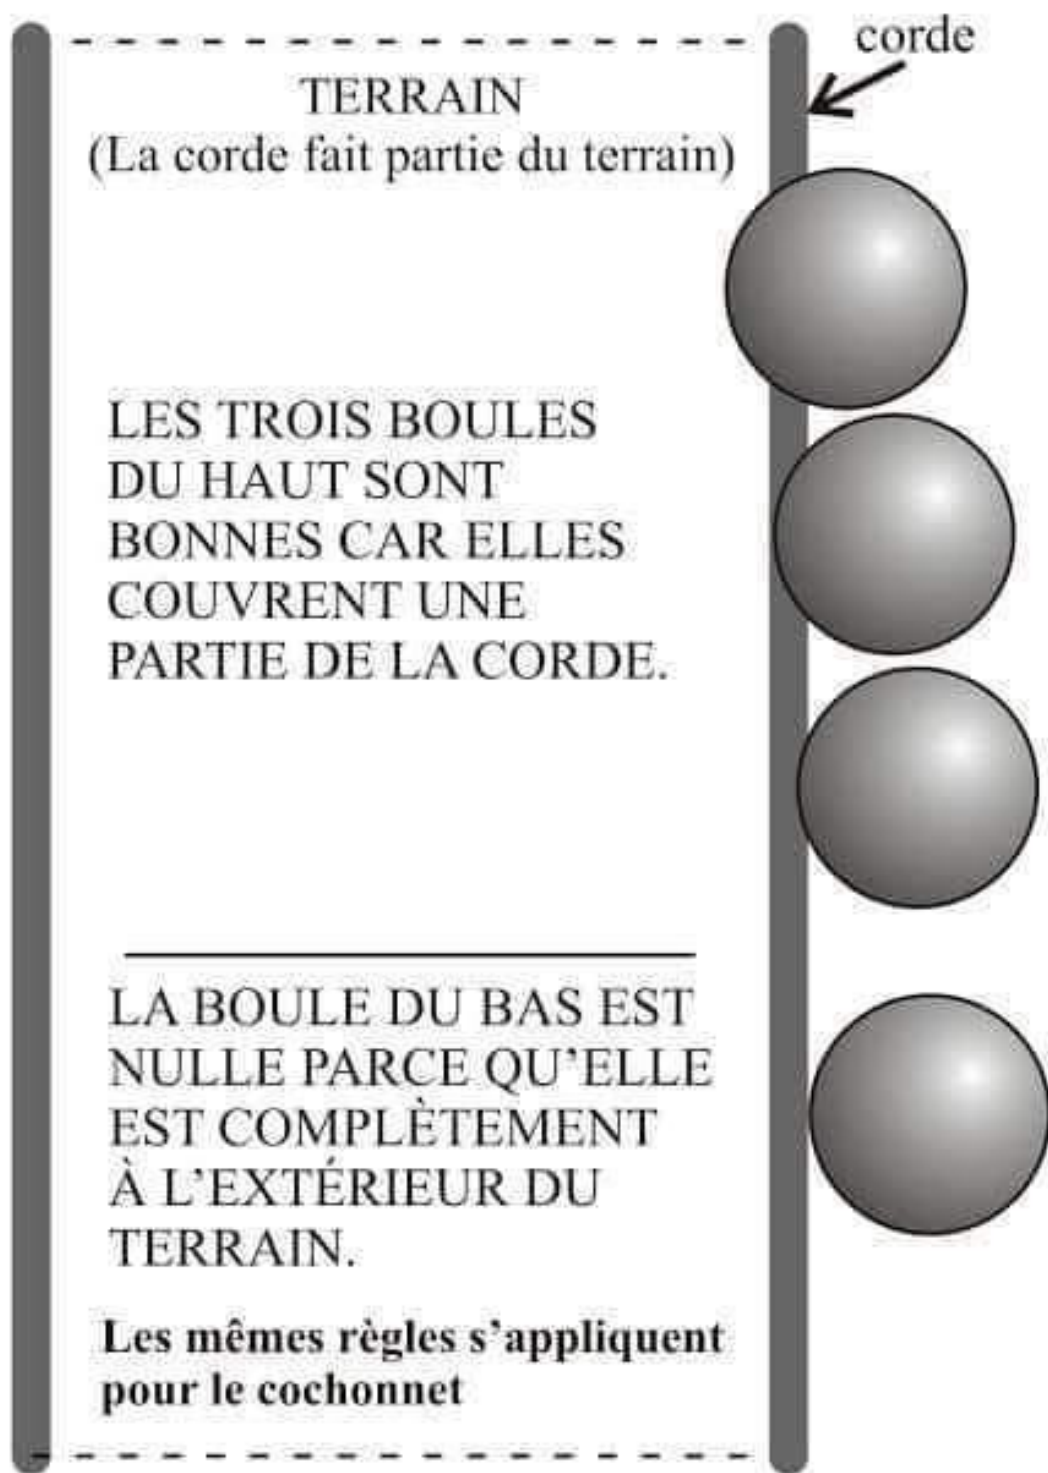 corde
TERRAIN
(La corde fait partie du terrain)
LES TROIS BOULES
DU HAUT SONT
BONNES CAR ELLES
COUVRENT UNE
PARTIE DE LA CORDE.
LA BOULE DU BAS EST
NULLE PARCE QU’ELLE
EST COMPLÈTEMENT
À L’EXTÉRIEUR DU
TERRAIN.
Les mêmes règles s’appliquent
pour le cochonnet